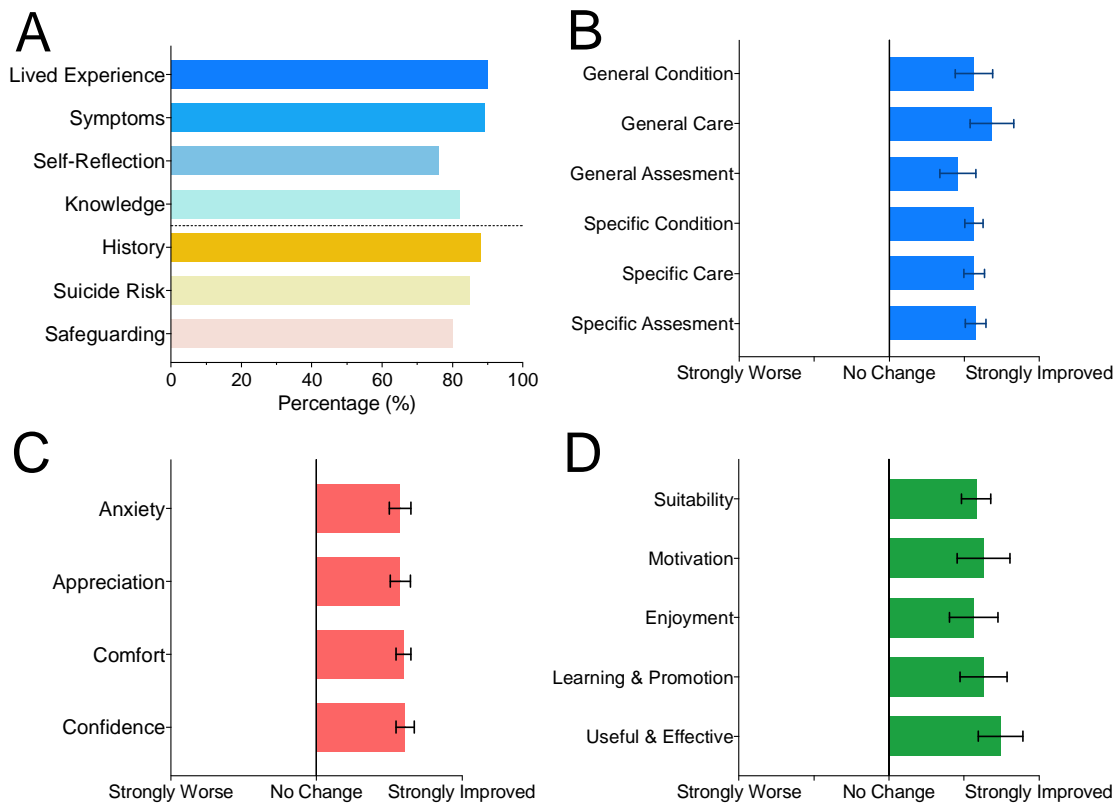 A
Lived Experience
Symptoms
Self-Reflection
Knowledge
History
Suicide Risk
Safeguarding
0 20 40 60 80 100
Percentage (%)
B
General Condition
General Care
General Assesment
Specific Condition
Specific Care
Specific Assesment
Strongly Worse No Change Strongly Improved
C
Anxiety
Appreciation
Comfort
Confidence
Strongly Worse No Change Strongly Improved
D
Suitability
Motivation
Enjoyment
Learning & Promotion
Useful & Effective
Strongly Worse No Change Strongly Improved